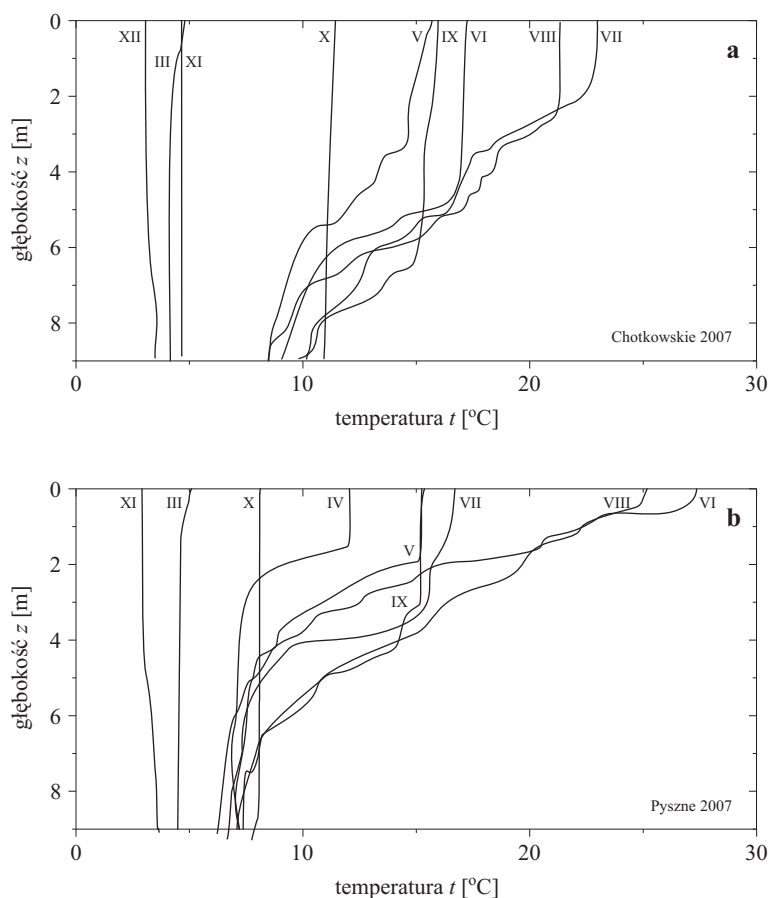 0
2
4
6
8
głębokość z [m]
XII
III
XI
X
V
IX
VI
VIII
VII
a
Chotkowskie 2007
0 10 20 30
temperatura t [°C]
0
2
4
6
8
głębokość z [m]
XI
III
X
IV
V
IX
VII
VIII
VI
b
Pyszne 2007
0 10 20 30
temperatura t [°C]